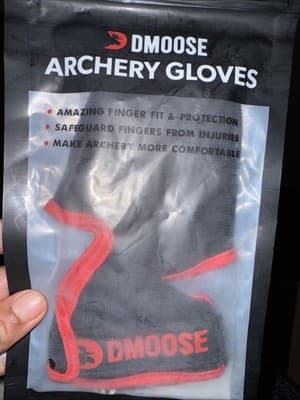 DMOOSE
ARCHERY GLOVES
• AMAZING FINGER FIT & PROTECTION
• SAFEGUARD FINGERS FROM INJURIES
• MAKE ARCHERY MORE COMFORTABLE
DMOOSE